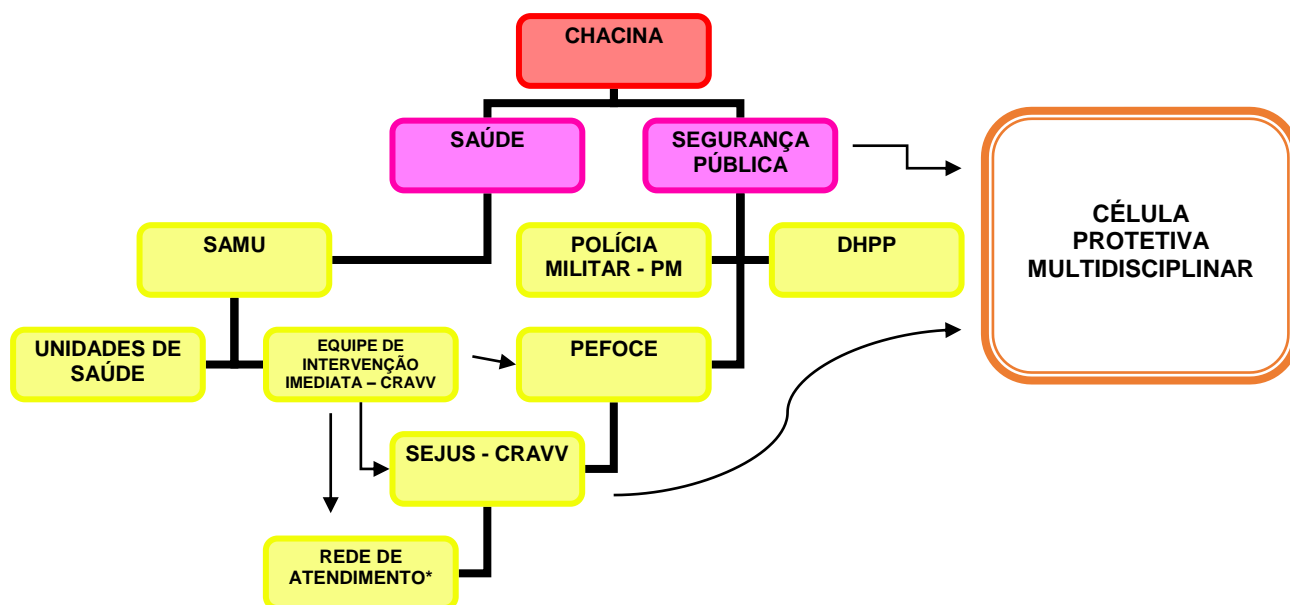 CHACINA
SAÚDE
SEGURANÇA
PÚBLICA
CÉLULA
PROTETIVA
MULTIDISCIPLINAR
SAMU
POLÍCIA
MILITAR - PM
DHPP
UNIDADES DE
SAÚDE
EQUIPE DE
INTERVENÇÃO
IMEDIATA – CRAVV
PEFOCE
SEJUS - CRAVV
REDE DE
ATENDIMENTO*